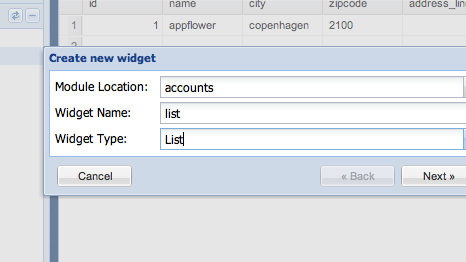 id name city zipcode address_lin
1 1 appflower copenhagen 2100
2
Create new widget
Module Location: accounts
Widget Name: list
Widget Type: List
Cancel « Back Next »